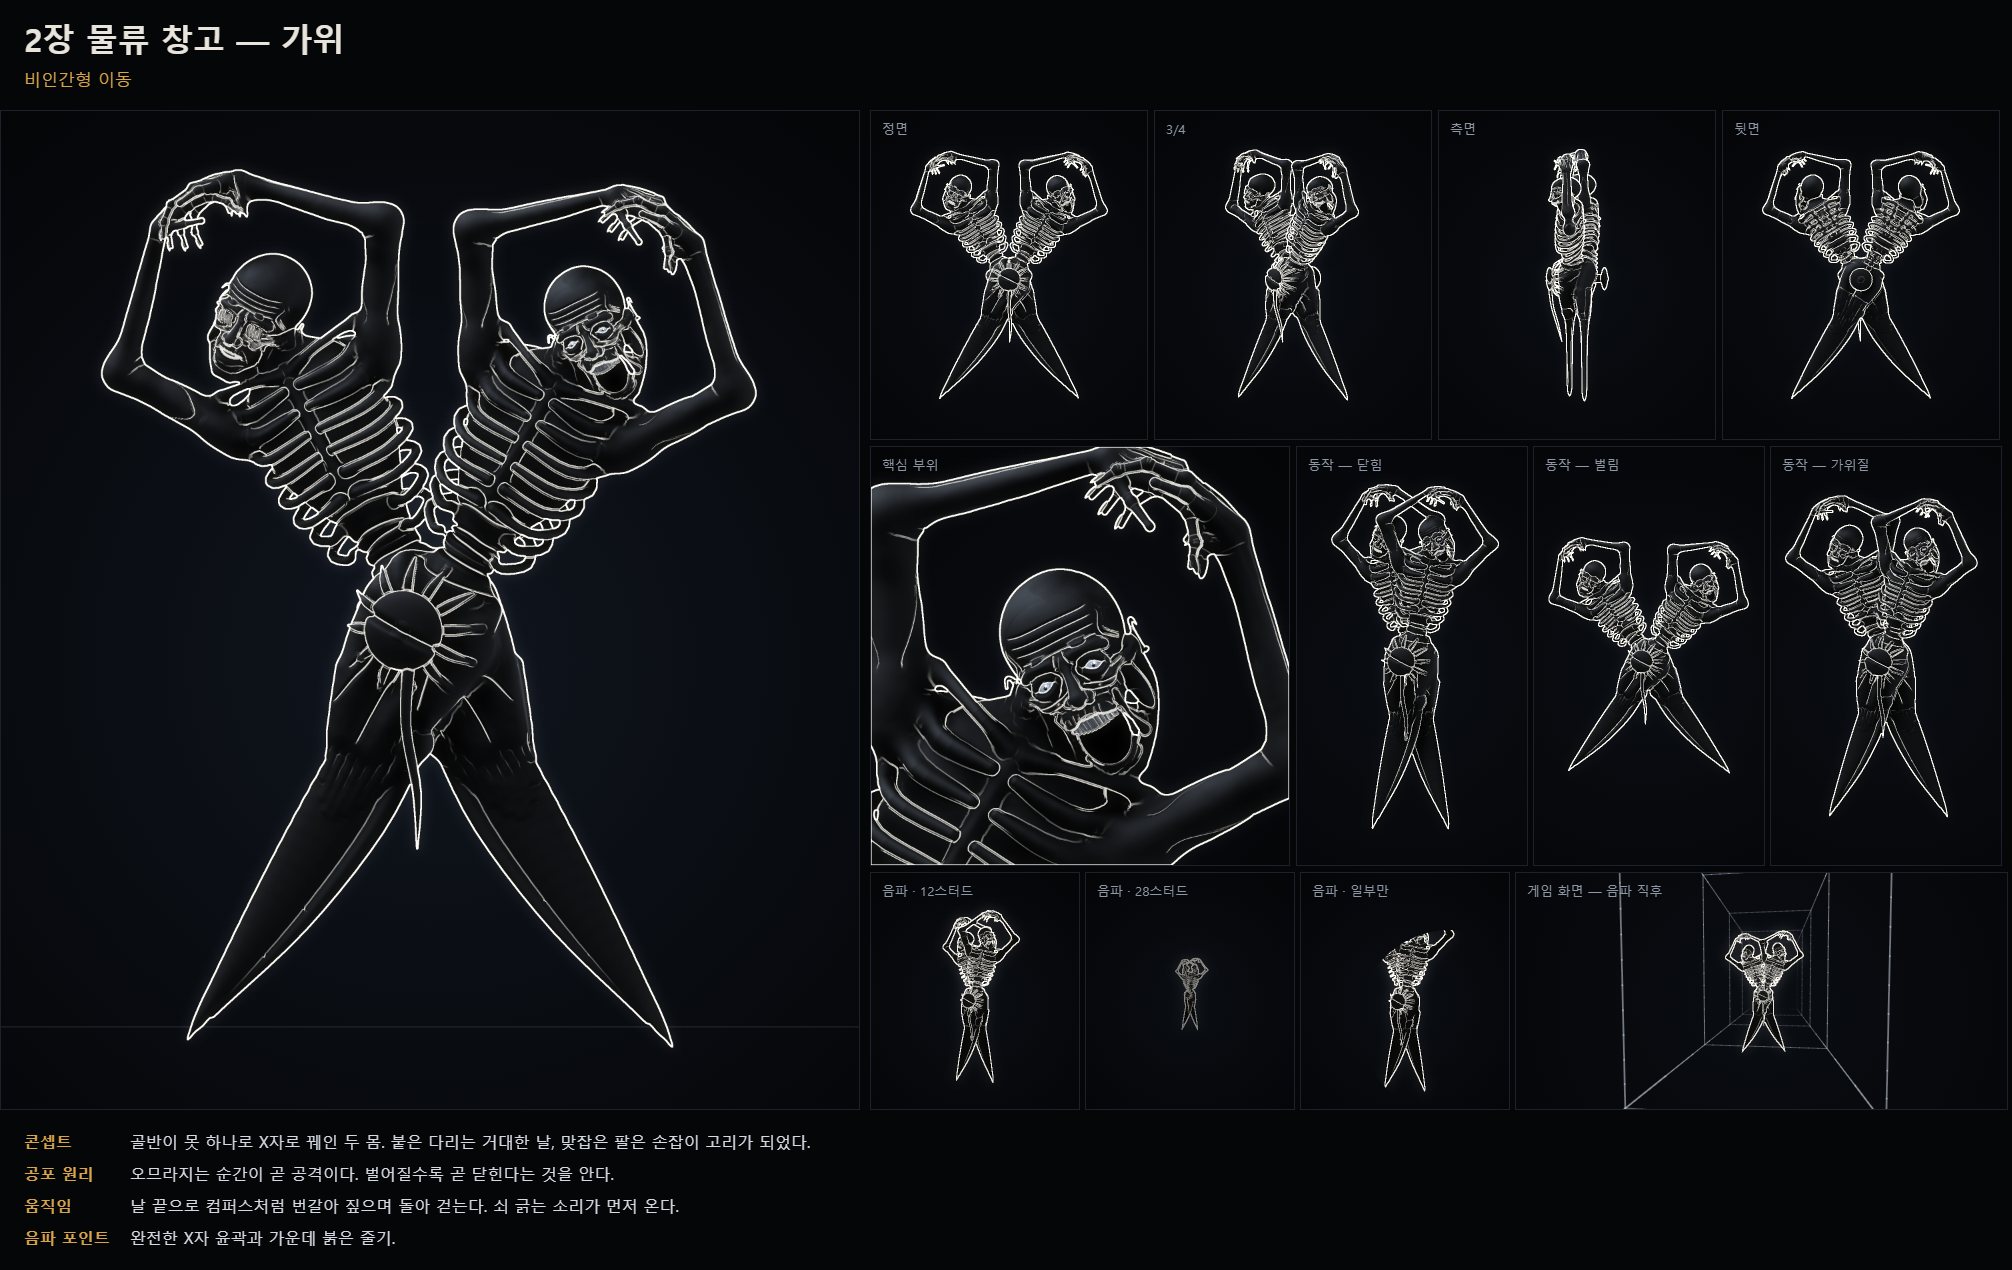 2장 물류 창고 — 가위
비인간형 이동
정면
3/4
측면
뒷면
핵심 부위
동작 — 닫힘
동작 — 벌림
동작 — 가위질
음파 · 12스터드
음파 · 28스터드
음파 · 일부만
게임 화면 — 음파 직후
콘셉트 골반이 못 하나로 X자로 꿰인 두 몸. 붙은 다리는 거대한 날, 맞잡은 팔은 손잡이 고리가 되었다.
공포 원리 오므라지는 순간이 곧 공격이다. 벌어질수록 곧 닫힌다는 것을 안다.
움직임 날 끝으로 컴퍼스처럼 번갈아 짚으며 돌아 걷는다. 쇠 긁는 소리가 먼저 온다.
음파 포인트 완전한 X자 윤곽과 가운데 붉은 줄기.